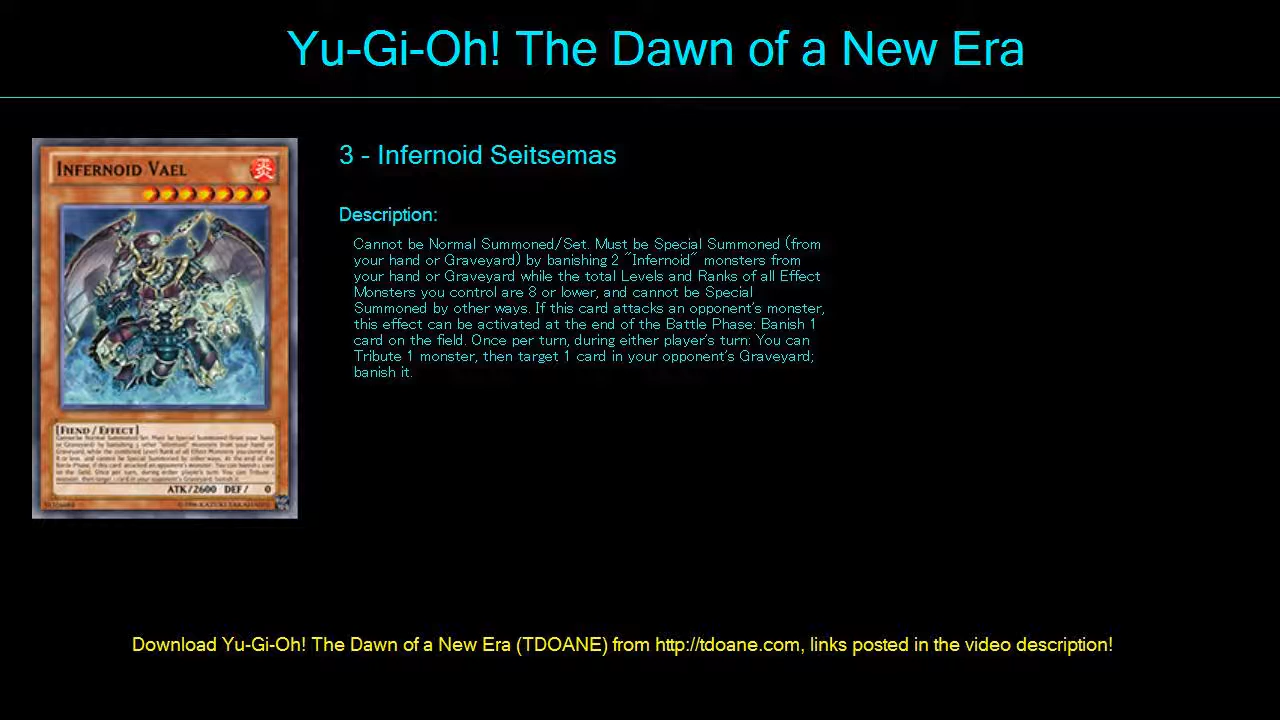 Yu-Gi-Oh! The Dawn of a New Era
INFERNOID VAEL
炎
3 - Infernoid Seitsemas
Description:
Cannot be Normal Summoned/Set. Must be Special Summoned (from
your hand or Graveyard) by banishing 2 "Infernoid" monsters from
your hand or Graveyard while the total Levels and Ranks of all Effect
Monsters you control are 8 or lower, and cannot be Special
Summoned by other ways. If this card attacks an opponent's monster,
this effect can be activated at the end of the Battle Phase: Banish 1
card on the field. Once per turn, during either player's turn: You can
Tribute 1 monster, then target 1 card in your opponent's Graveyard;
banish it.
[FIEND / EFFECT]
ATK/2600 DEF/ 0
Download Yu-Gi-Oh! The Dawn of a New Era (TDOANE) from http://tdoane.com, links posted in the video description!